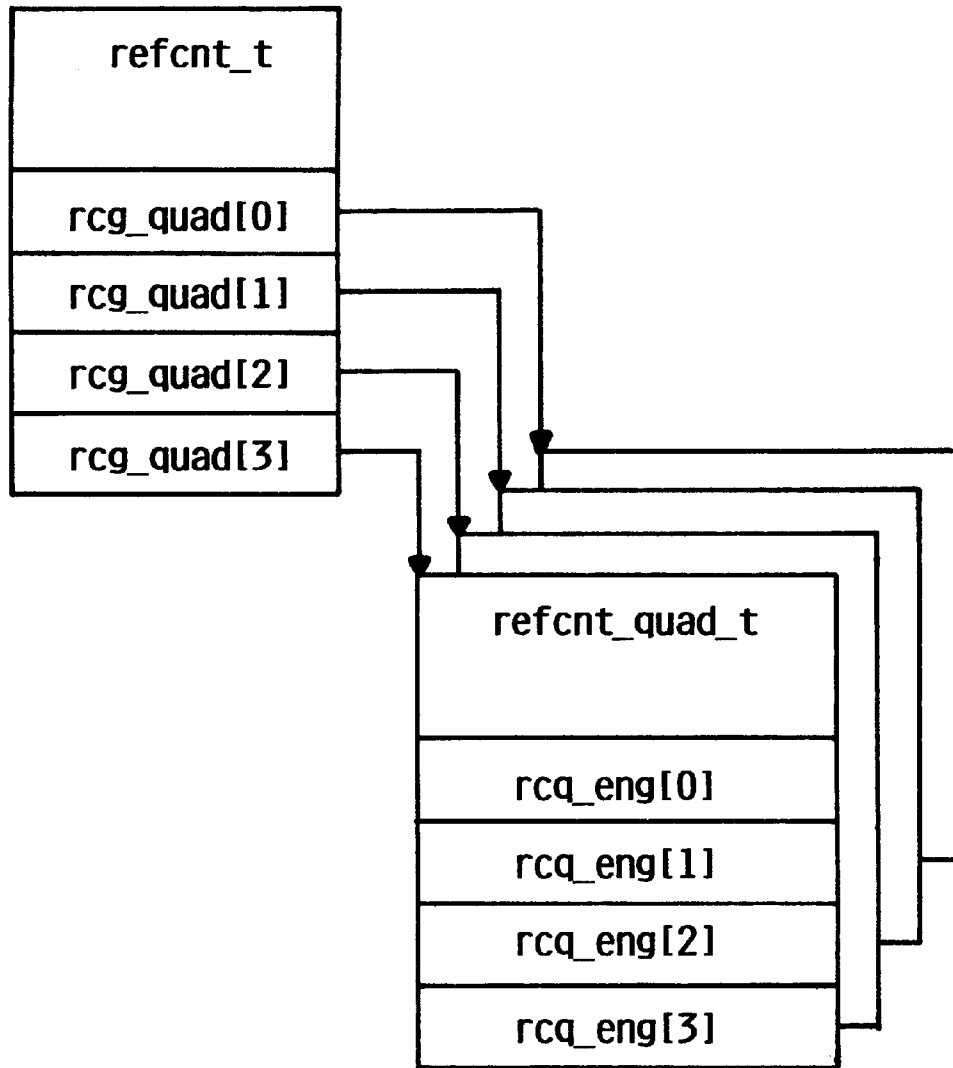 refcnt_t
rcg_quad[0]
rcg_quad[1]
rcg_quad[2]
rcg_quad[3]
refcnt_quad_t
rcq_eng[0]
rcq_eng[1]
rcq_eng[2]
rcq_eng[3]